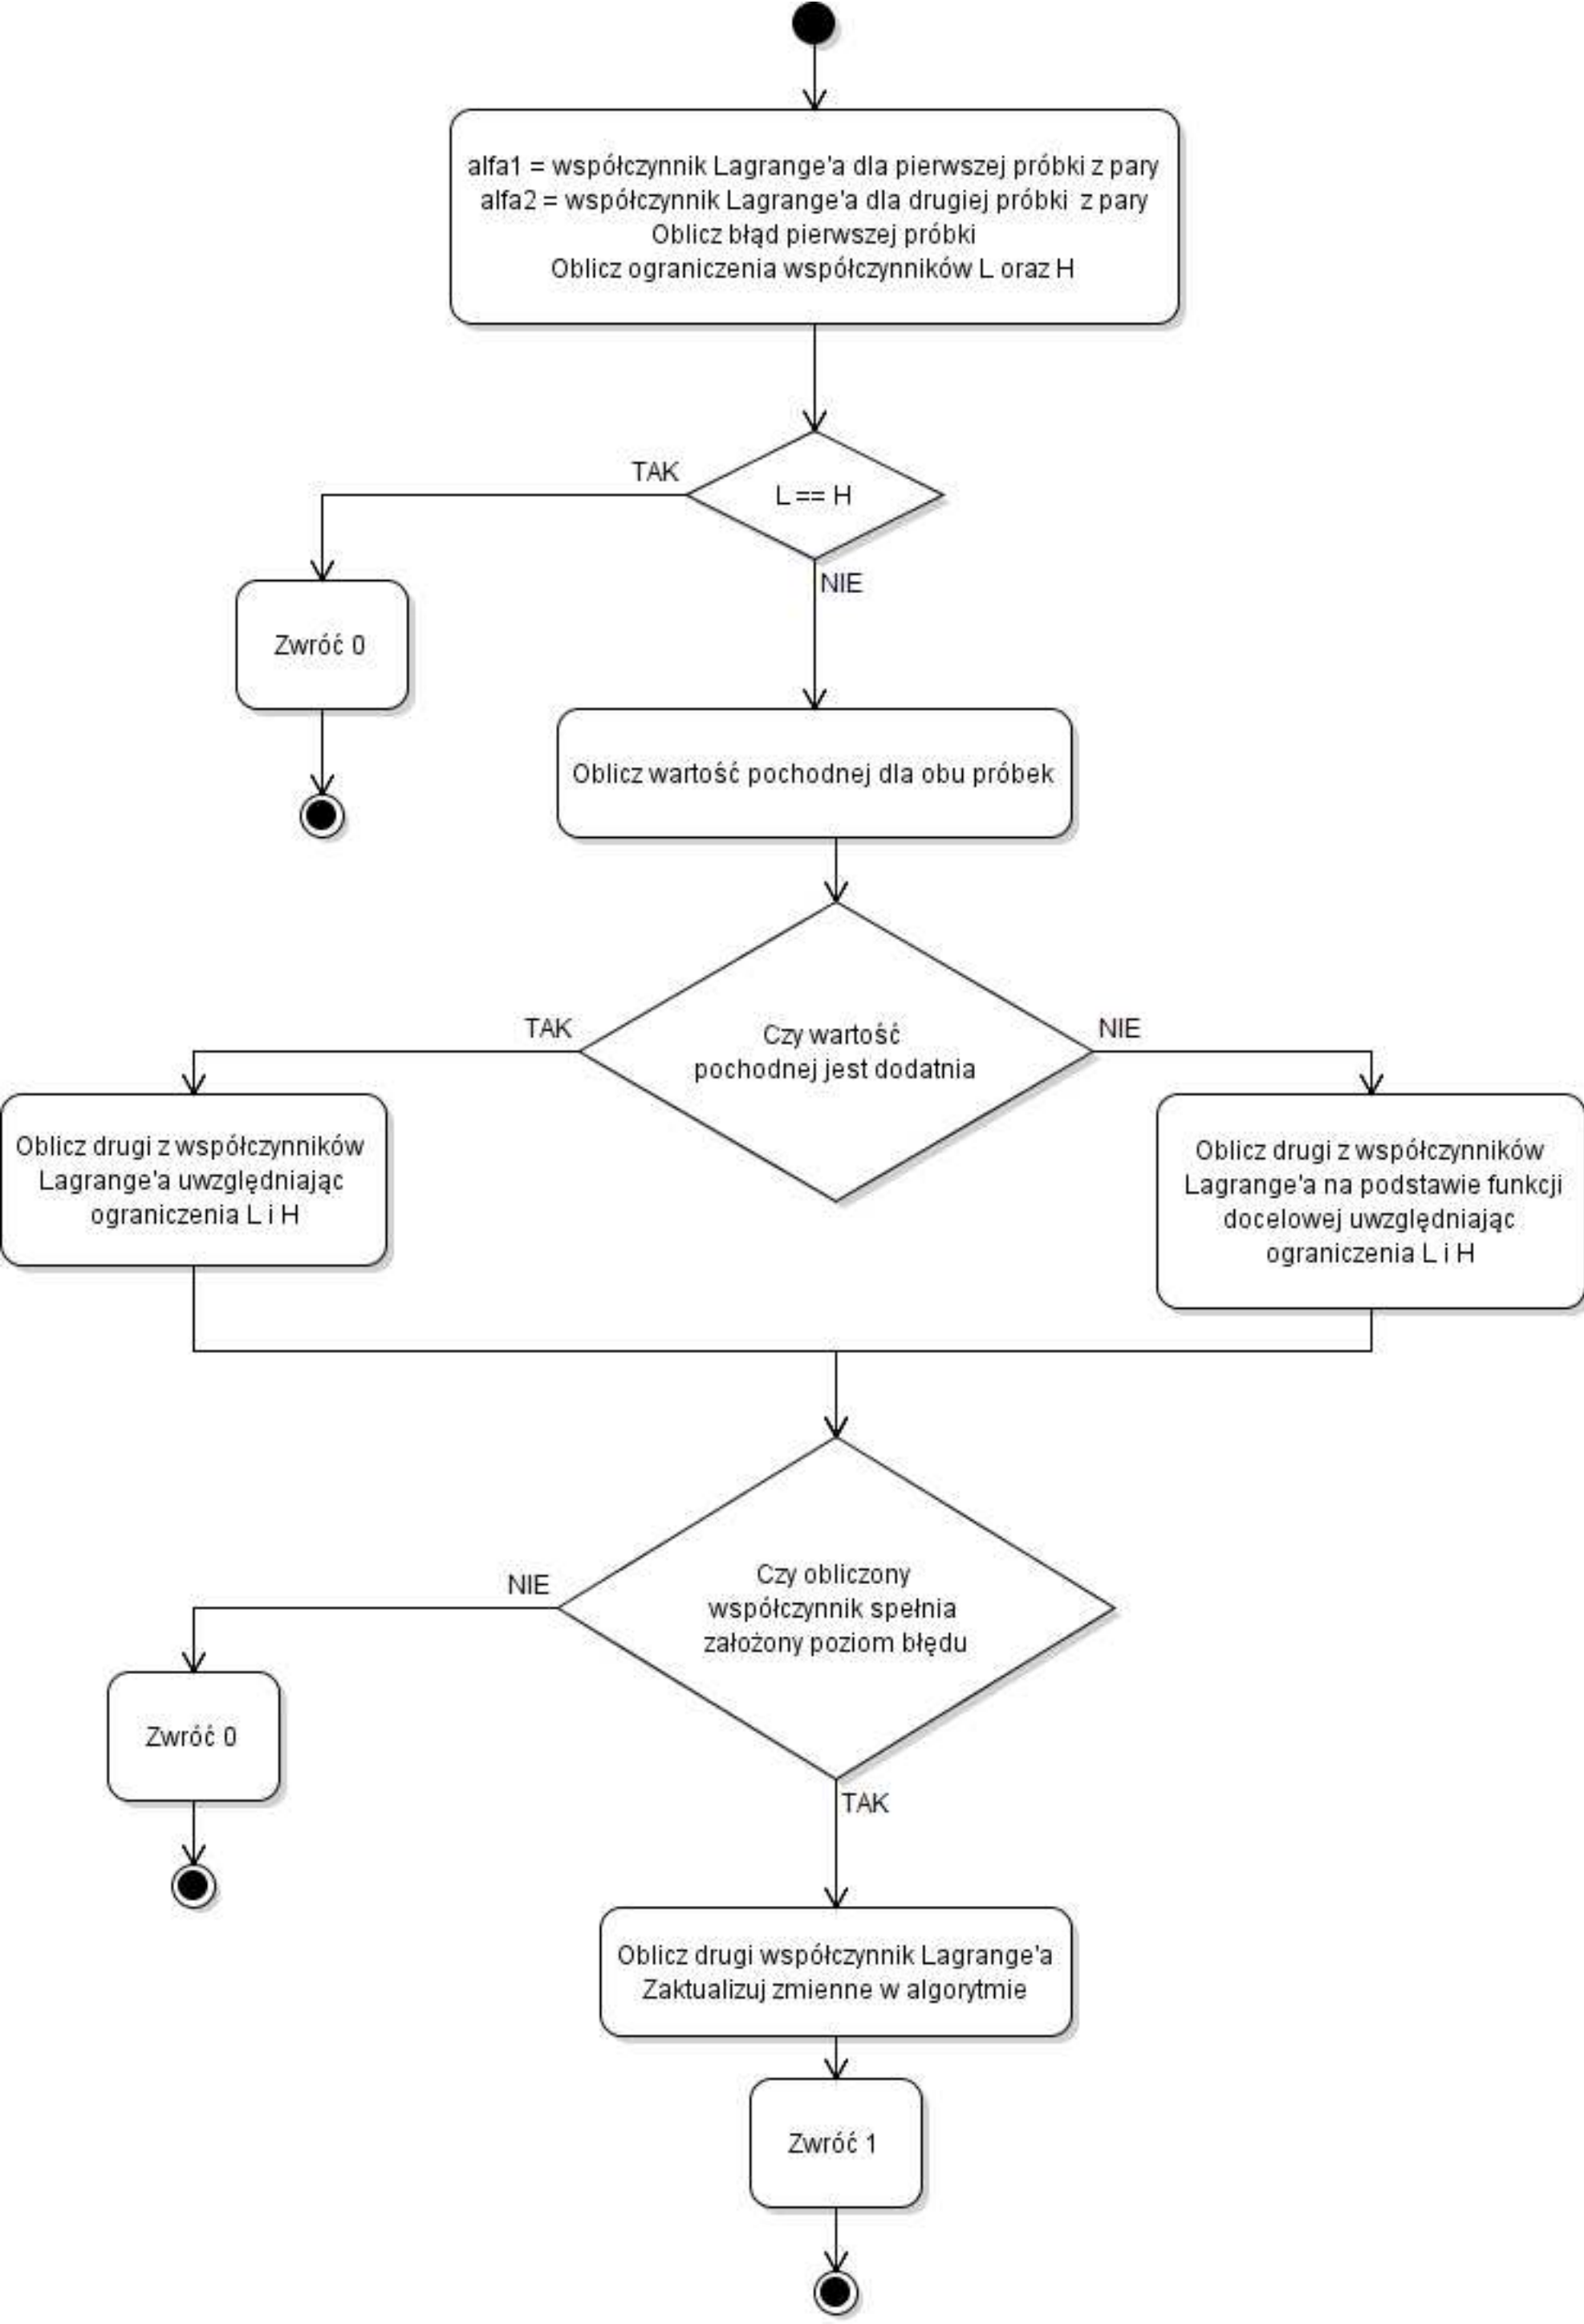 alfa1 = współczynnik Lagrange'a dla pierwszej próbki z pary
alfa2 = współczynnik Lagrange'a dla drugiej próbki z pary
Oblicz błąd pierwszej próbki
Oblicz ograniczenia współczynników L oraz H
TAK
L == H
NIE
Zwróć 0
Oblicz wartość pochodnej dla obu próbek
TAK
Czy wartość
pochodnej jest dodatnia
NIE
Oblicz drugi z współczynników
Lagrange'a uwzględniając
ograniczenia L i H
Oblicz drugi z współczynników
Lagrange'a na podstawie funkcji
docelowej uwzględniając
ograniczenia L i H
NIE
Czy obliczony
współczynnik spełnia
założony poziom błędu
Zwróć 0
TAK
Oblicz drugi współczynnik Lagrange'a
Zaktualizuj zmienne w algorytmie
Zwróć 1